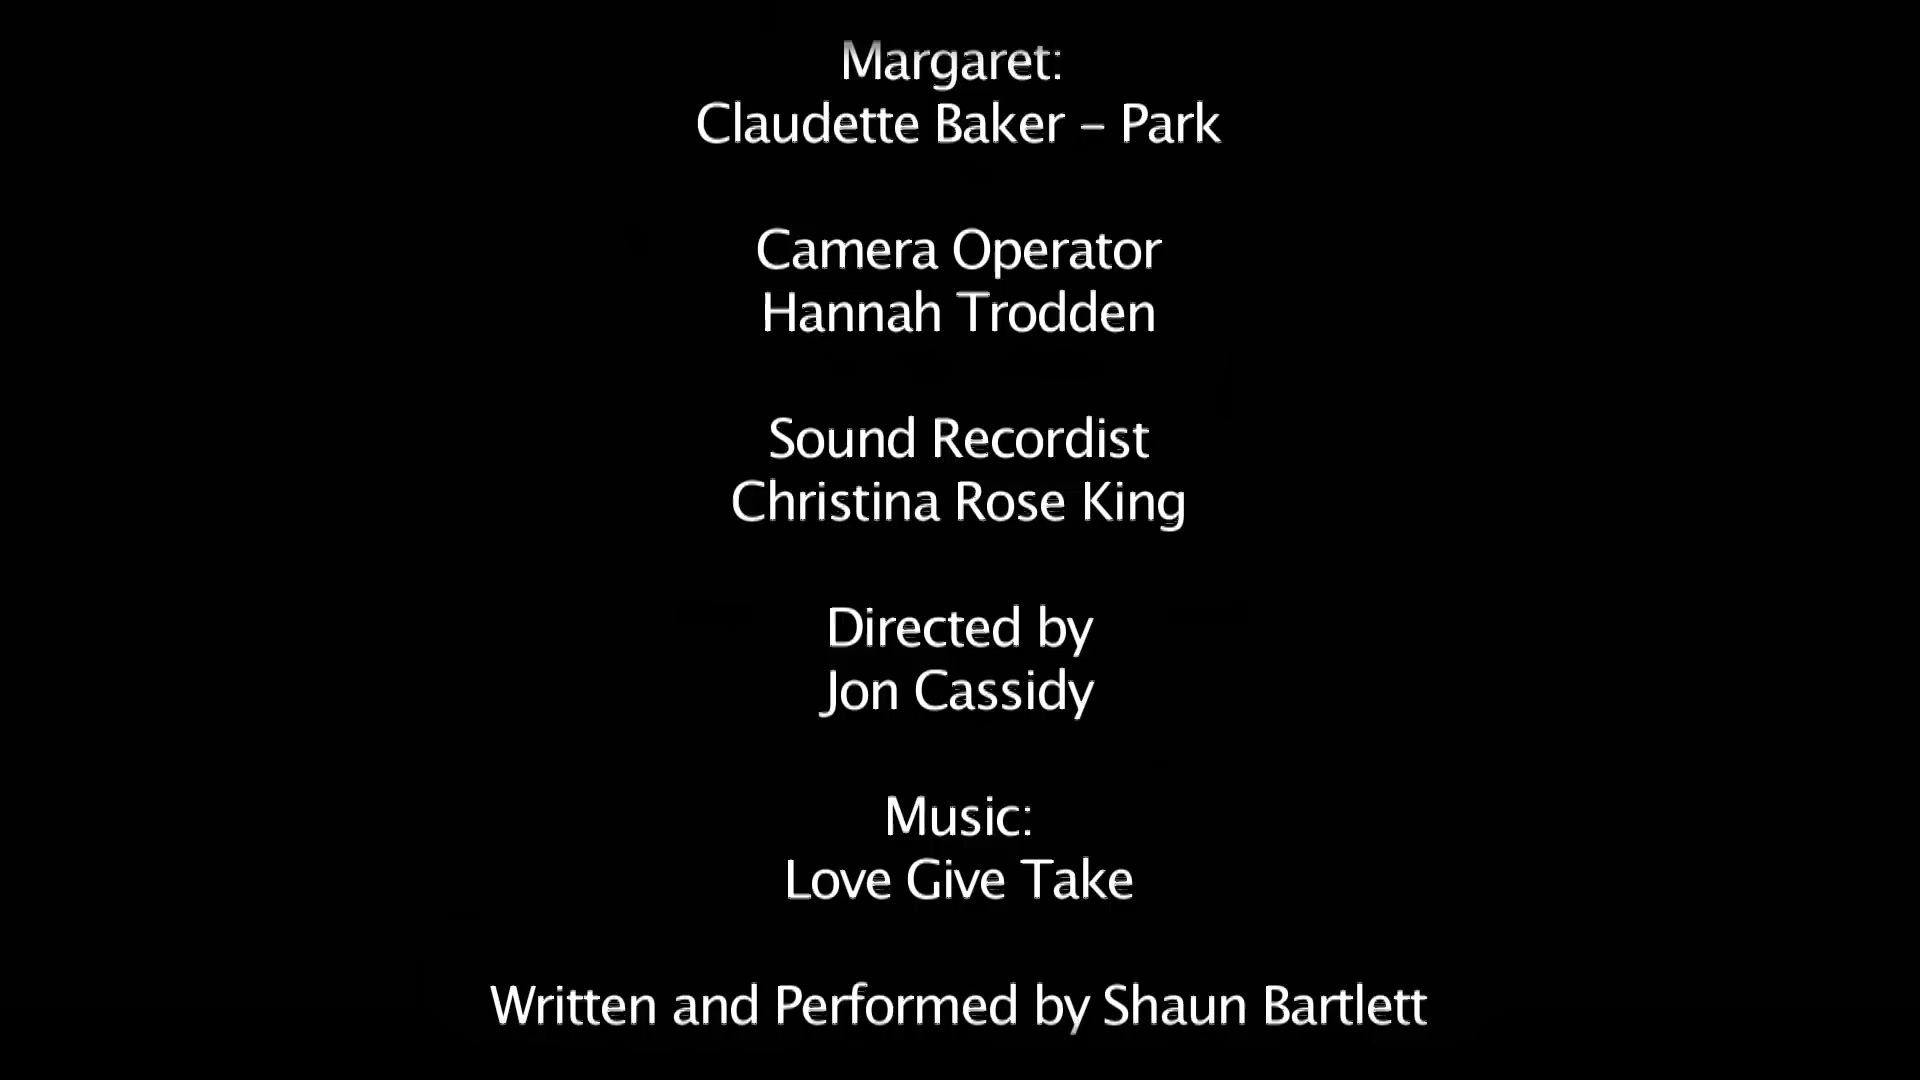 Margaret:
Claudette Baker – Park
Camera Operator
Hannah Trodden
Sound Recordist
Christina Rose King
Directed by
Jon Cassidy
Music:
Love Give Take
Written and Performed by Shaun Bartlett